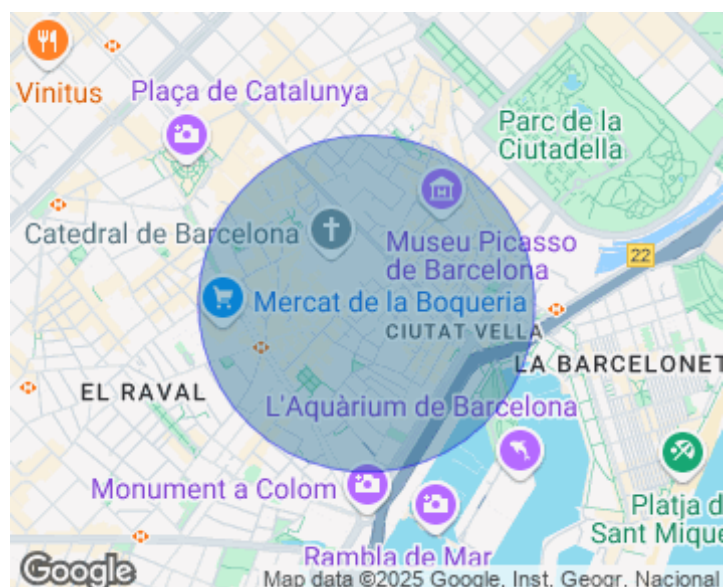 Vinitus
Plaça de Catalunya
Parc de la
Ciutadella
Catedral de Barcelona
Museu Picasso
de Barcelona
22
Mercat de la Boqueria
CIUTAT VELLA
LA BARCELONET
EL RAVAL
L'Aquàrium de Barcelona
Monument a Colom
Platja d
Sant Mique
Rambla de Mar
Google
Map data ©2025 Google, Inst. Geogr. Nacional